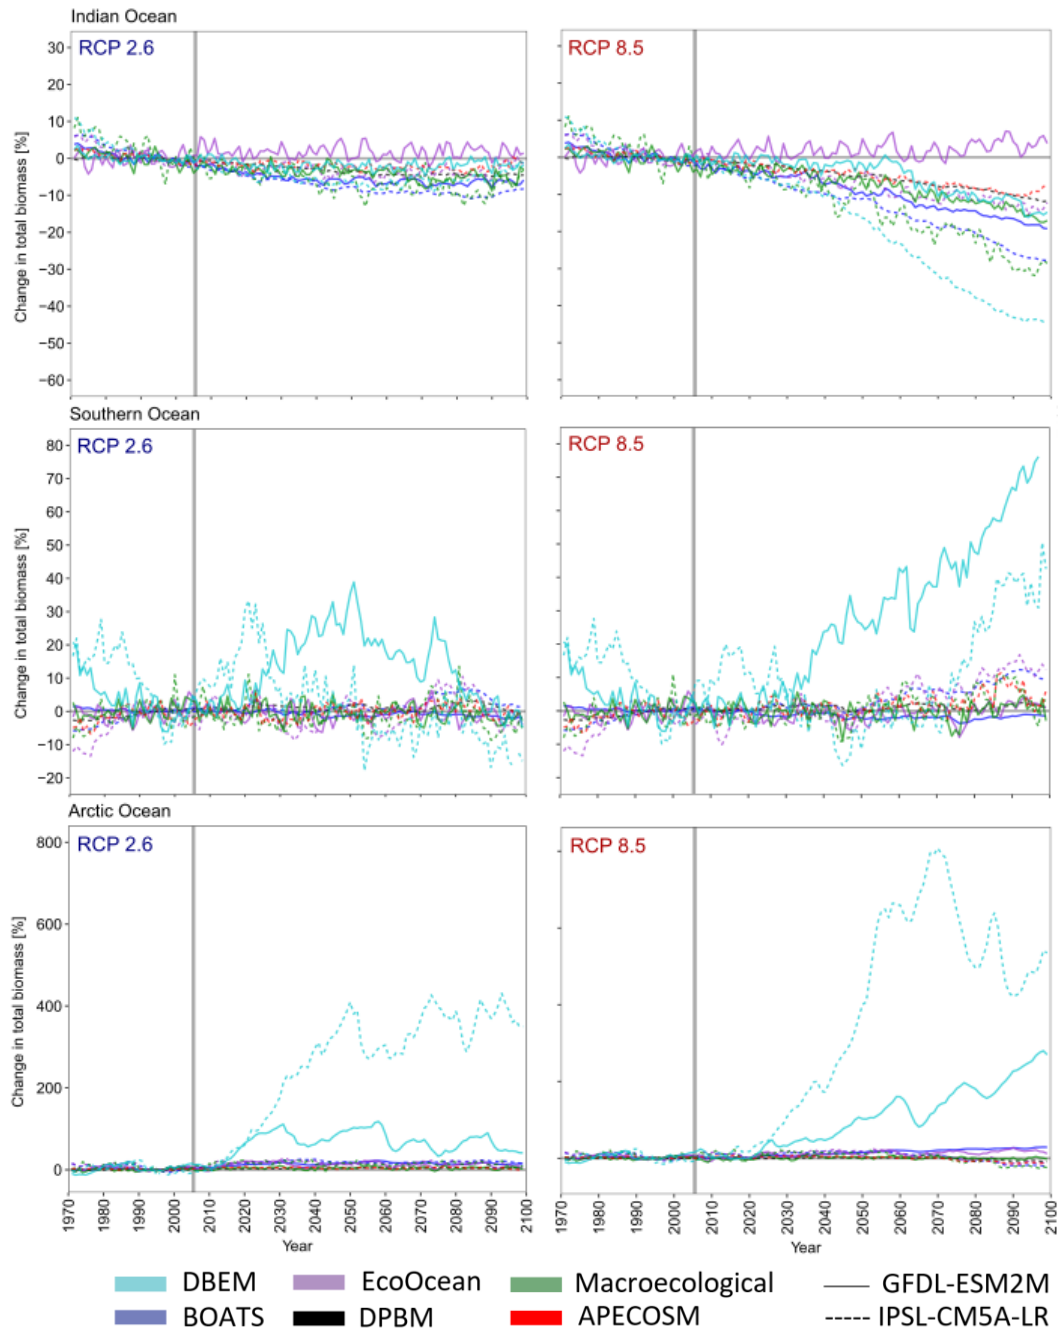 Indian Ocean
RCP 2.6
RCP 8.5
Change in total biomass [%]
30
20
10
0
−10
−20
−30
−40
−50
−60
Southern Ocean
RCP 2.6
RCP 8.5
Change in total biomass [%]
80
70
60
50
40
30
20
10
0
−10
−20
Arctic Ocean
RCP 2.6
RCP 8.5
Change in total biomass [%]
800
600
400
200
0
1970 1980 1990 2000 2010 2020 2030 2040 2050 2060 2070 2080 2090 2100
1970 1980 1990 2000 2010 2020 2030 2040 2050 2060 2070 2080 2090 2100
Year
Year
DBEM EcoOcean Macroecological GFDL-ESM2M
BOATS DPBM APECOSM IPSL-CM5A-LR